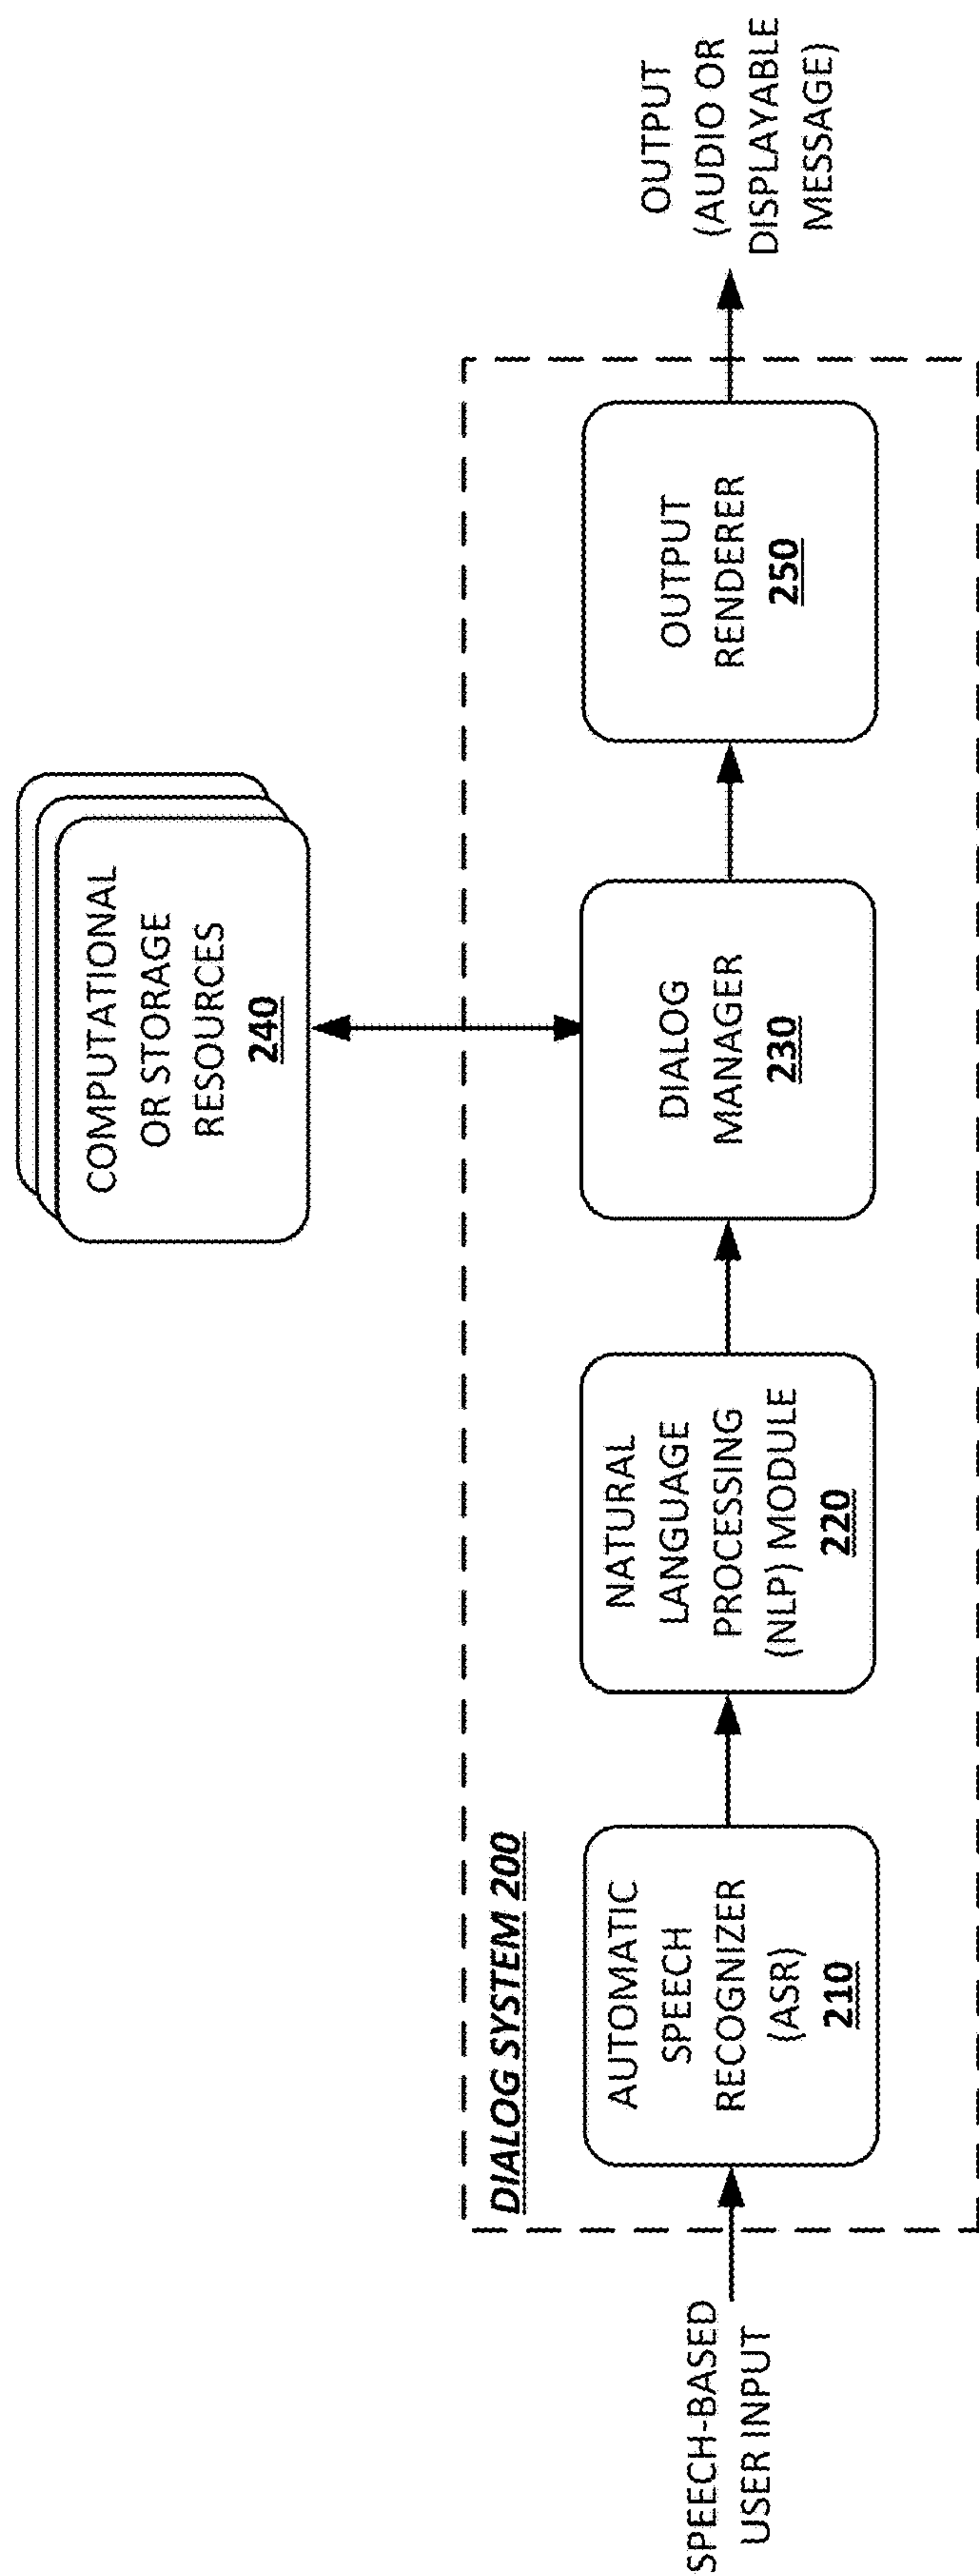 COMPUTATIONAL
OR STORAGE
RESOURCES
240
DIALOG SYSTEM 200
SPEECH-BASED
USER INPUT
AUTOMATIC
SPEECH
RECOGNIZER
(ASR)
210
NATURAL
LANGUAGE
PROCESSING
(NLP) MODULE
220
DIALOG
MANAGER
230
OUTPUT
RENDERER
250
OUTPUT
(AUDIO OR
DISPLAYABLE
MESSAGE)